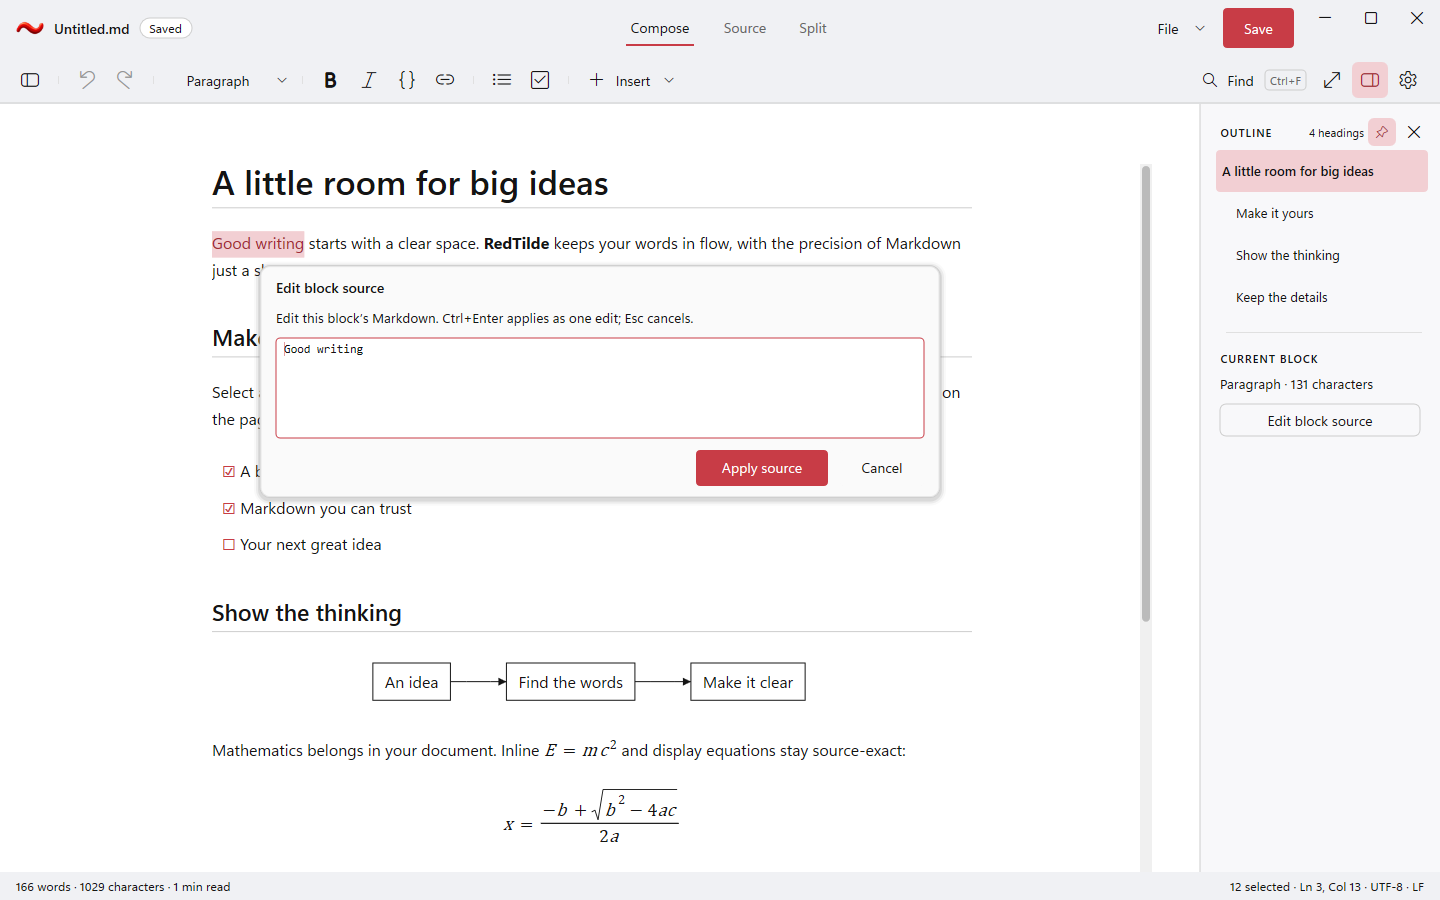 Untitled.md Saved Compose Source Split File Save
Paragraph B I {} Insert Find Ctrl+F
A little room for big ideas
Good writing starts with a clear space. RedTilde keeps your words in flow, with the precision of Markdown
just a
Edit block source
Edit this block's Markdown. Ctrl+Enter applies as one edit; Esc cancels.
Good writing
Apply source Cancel
Select
on
the
A
Markdown you can trust
Your next great idea
Show the thinking
An idea Find the words Make it clear
Mathematics belongs in your document. Inline E = mc² and display equations stay source-exact:
x = (−b + √(b² − 4ac)) / 2a
OUTLINE 4 headings
A little room for big ideas
Make it yours
Show the thinking
Keep the details
CURRENT BLOCK
Paragraph · 131 characters
Edit block source
166 words · 1029 characters · 1 min read
12 selected · Ln 3, Col 13 · UTF-8 · LF